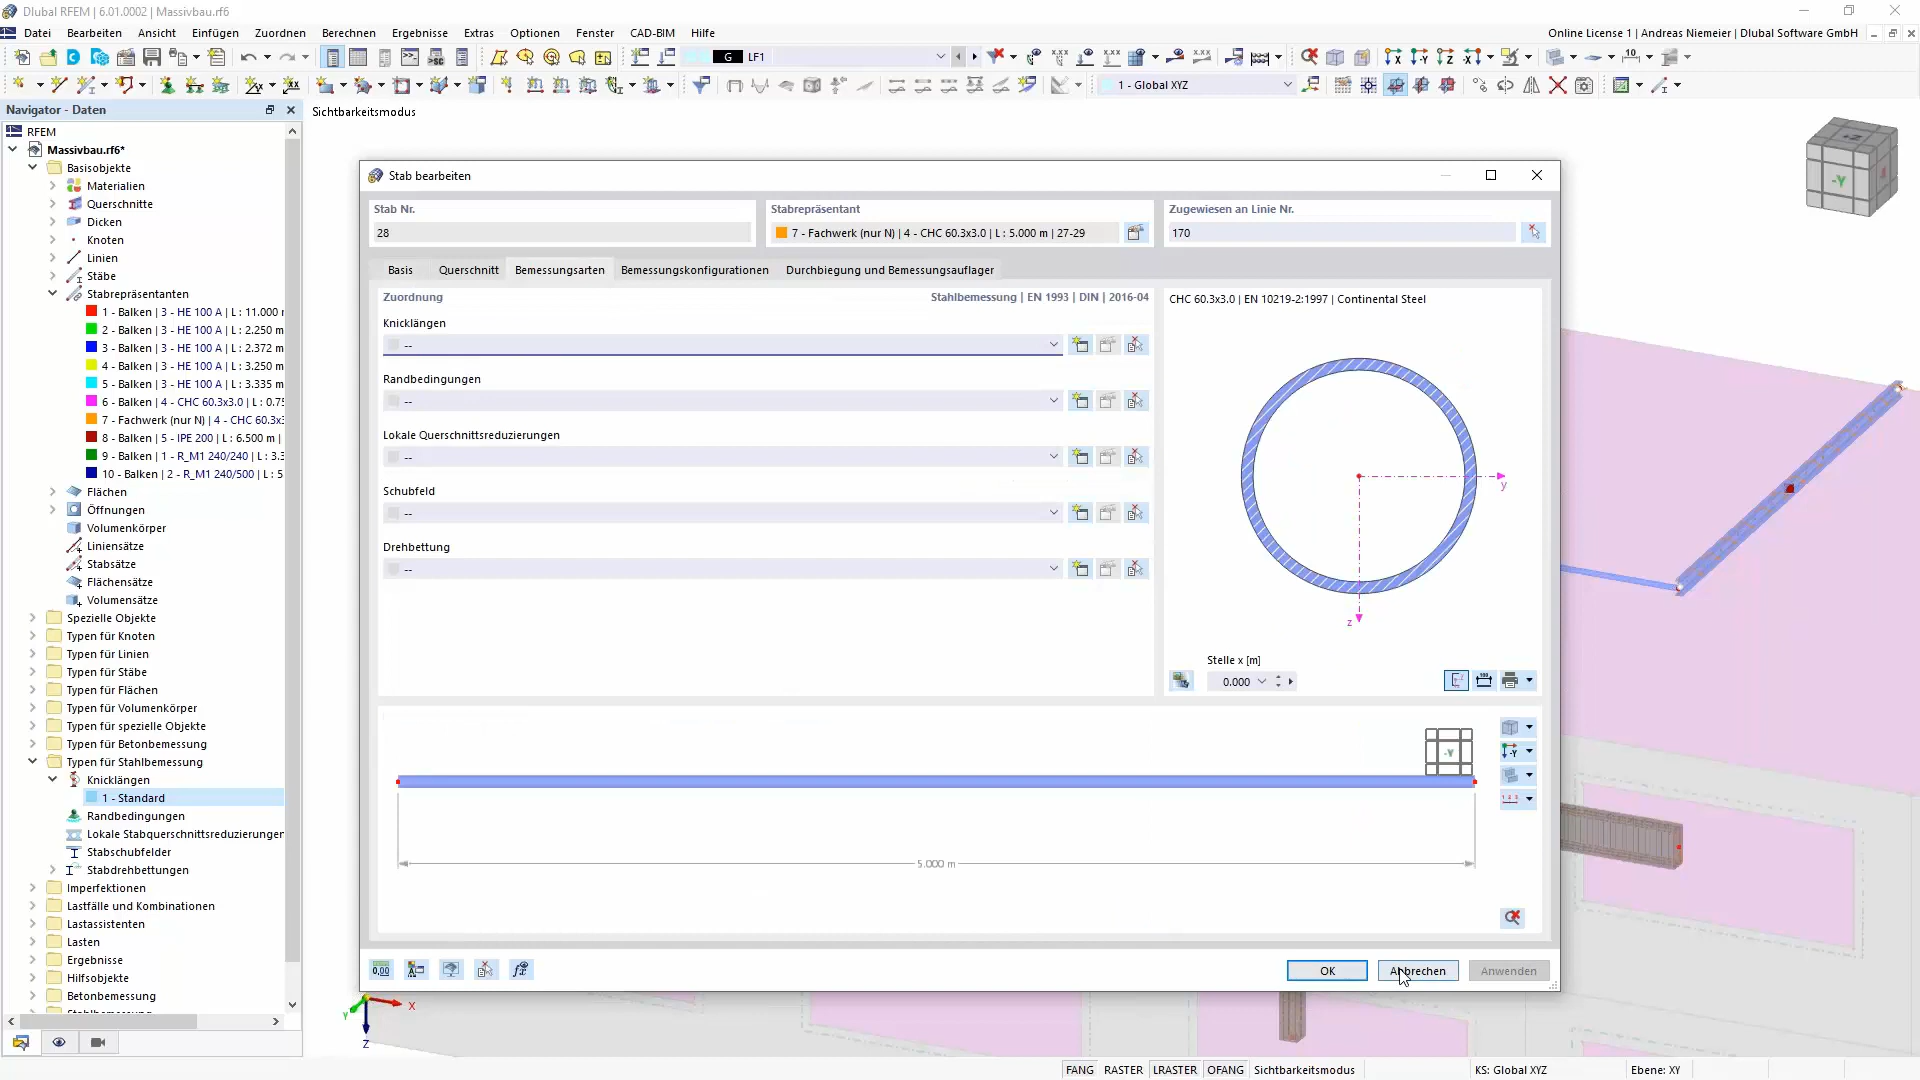 Dlubal RFEM | 6.01.0002 | Massivbau.rf6
Datei Bearbeiten Ansicht Einfügen Zuordnen Berechnen Ergebnisse Extras Optionen Fenster CAD-BIM Hilfe
Online License 1 | Andreas Niemeier | Dlubal Software GmbH
G LF1
1 - Global XYZ
Navigator - Daten
Sichtbarkeitsmodus
RFEM
Massivbau.rf6*
Basisobjekte
Materialien
Querschnitte
Dicken
Knoten
Linien
Stäbe
Stabrepräsentanten
1 - Balken | 3 - HE 100 A | L : 11.000
2 - Balken | 3 - HE 100 A | L : 2.250 m
3 - Balken | 3 - HE 100 A | L : 2.372 m
4 - Balken | 3 - HE 100 A | L : 3.250 m
5 - Balken | 3 - HE 100 A | L : 3.335 m
6 - Balken | 4 - CHC 60.3x3.0 | L : 0.75
7 - Fachwerk (nur N) | 4 - CHC 60.3x3
8 - Balken | 5 - IPE 200 | L : 6.500 m |
9 - Balken | 1 - R_M1 240/240 | L : 3.3
10 - Balken | 2 - R_M1 240/500 | L : 5
Flächen
Öffnungen
Volumenkörper
Liniensätze
Stabsätze
Flächensätze
Volumensätze
Spezielle Objekte
Typen für Knoten
Typen für Linien
Typen für Stäbe
Typen für Flächen
Typen für Volumenkörper
Typen für spezielle Objekte
Typen für Betonbemessung
Typen für Stahlbemessung
Knicklängen
1 - Standard
Randbedingungen
Lokale Stabquerschnittsreduzierungen
Stabschubfelder
Stabdrehbettungen
Imperfektionen
Lastfälle und Kombinationen
Lastassistenten
Lasten
Ergebnisse
Hilfsobjekte
Betonbemessung
Stab bearbeiten
Stab Nr.
28
Stabrepräsentant
7 - Fachwerk (nur N) | 4 - CHC 60.3x3.0 | L : 5.000 m | 27-29
Zugewiesen an Linie Nr.
170
Basis Querschnitt Bemessungsarten Bemessungskonfigurationen Durchbiegung und Bemessungsauflager
Zuordnung
Stahlbemessung | EN 1993 | DIN | 2016-04
Knicklängen
--
Randbedingungen
--
Lokale Querschnittsreduzierungen
--
Schubfeld
--
Drehbettung
--
CHC 60.3x3.0 | EN 10219-2:1997 | Continental Steel
y
z
Stelle x [m]
0.000
-Y
5.000 m
OK Abbrechen Anwenden
X
Y
Z
+Z
-Y
FANG RASTER LRASTER OFANG Sichtbarkeitsmodus KS: Global XYZ Ebene: XY